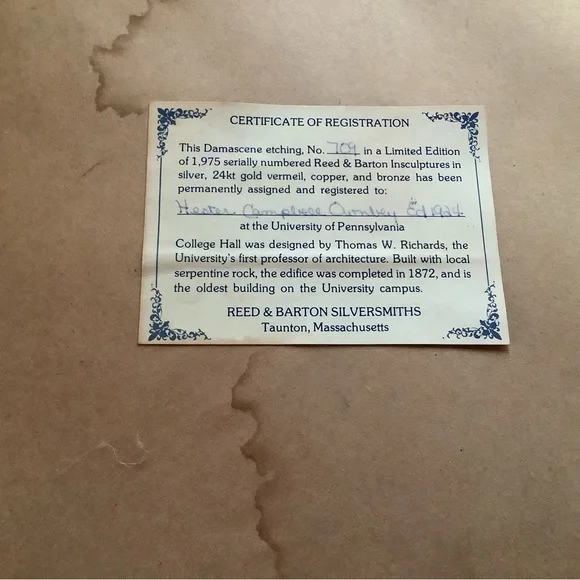 CERTIFICATE OF REGISTRATION
This Damascene etching, No. 709 in a Limited Edition
of 1,975 serially numbered Reed & Barton Insculptures in
silver, 24kt gold vermeil, copper, and bronze has been
permanently assigned and registered to:
Hester Campbell Ed 1924
at the University of Pennsylvania
College Hall was designed by Thomas W. Richards, the
University's first professor of architecture. Built with local
serpentine rock, the edifice was completed in 1872, and is
the oldest building on the University campus.
REED & BARTON SILVERSMITHS
Taunton, Massachusetts